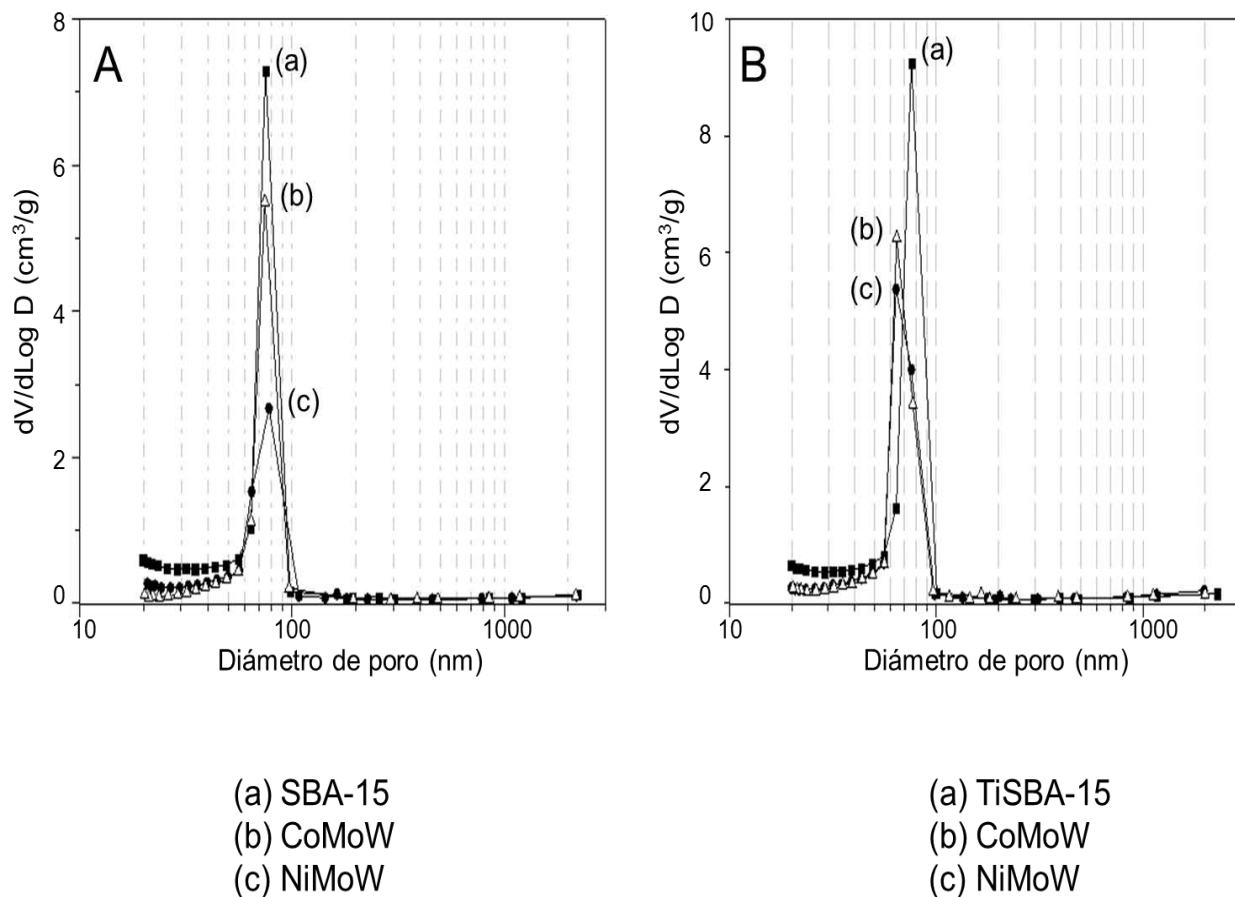 A
(a)
(b)
(c)
8
6
4
2
0
dV/dLog D (cm³/g)
10
100
1000
Diámetro de poro (nm)
(a) SBA-15
(b) CoMoW
(c) NiMoW
B
(a)
(b)
(c)
10
8
6
4
2
0
dV/dLog D (cm³/g)
10
100
1000
Diámetro de poro (nm)
(a) TiSBA-15
(b) CoMoW
(c) NiMoW